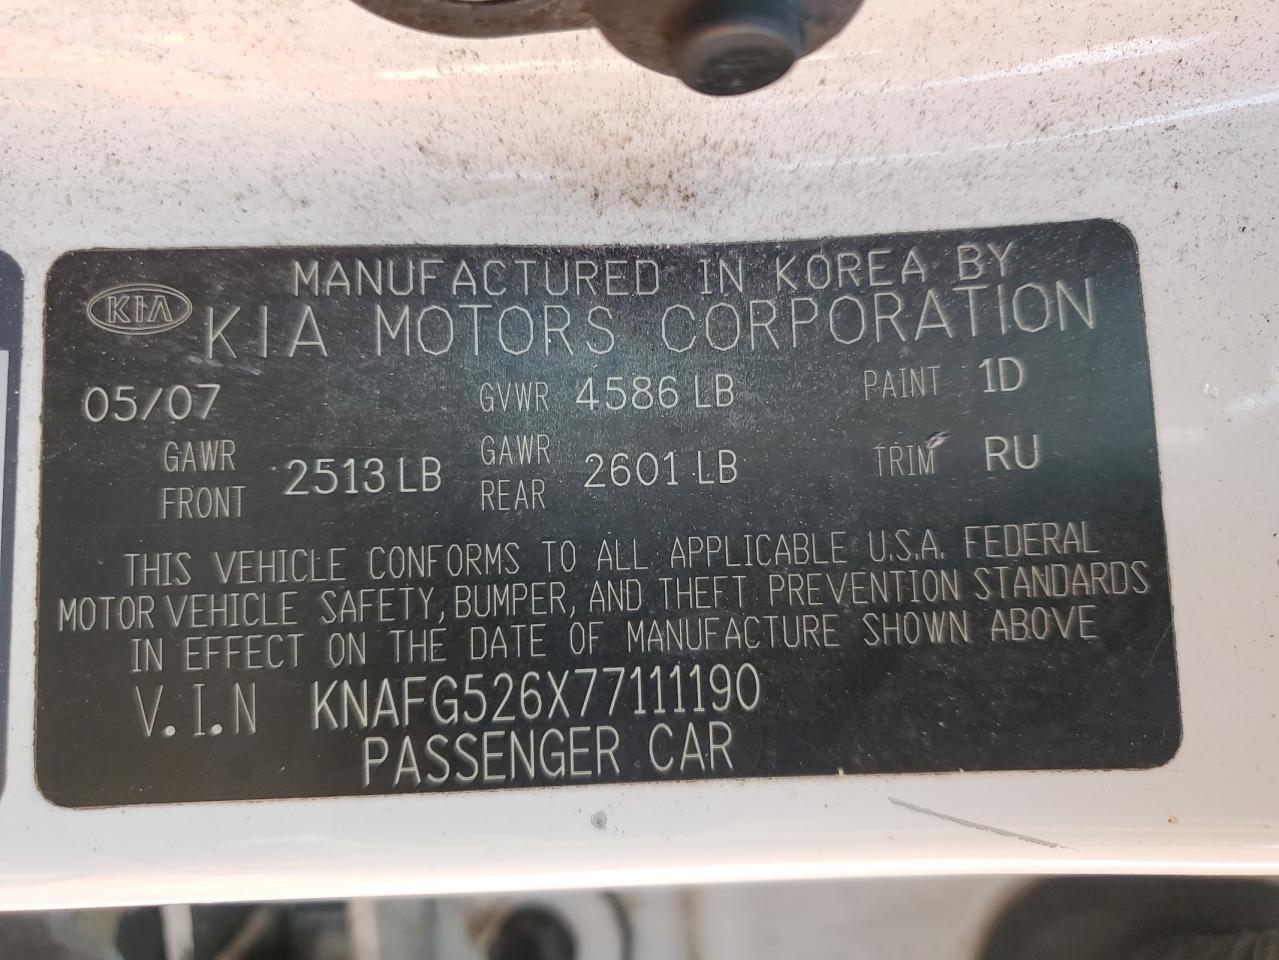 MANUFACTURED IN KOREA BY
KIA KIA MOTORS CORPORATION
05/07 GVWR 4586 LB PAINT 1D
GAWR FRONT 2513 LB GAWR REAR 2601 LB TRIM RU
THIS VEHICLE CONFORMS TO ALL APPLICABLE U.S.A. FEDERAL
MOTOR VEHICLE SAFETY, BUMPER, AND THEFT PREVENTION STANDARDS
IN EFFECT ON THE DATE OF MANUFACTURE SHOWN ABOVE
V.I.N KNAFG526X77111190
PASSENGER CAR